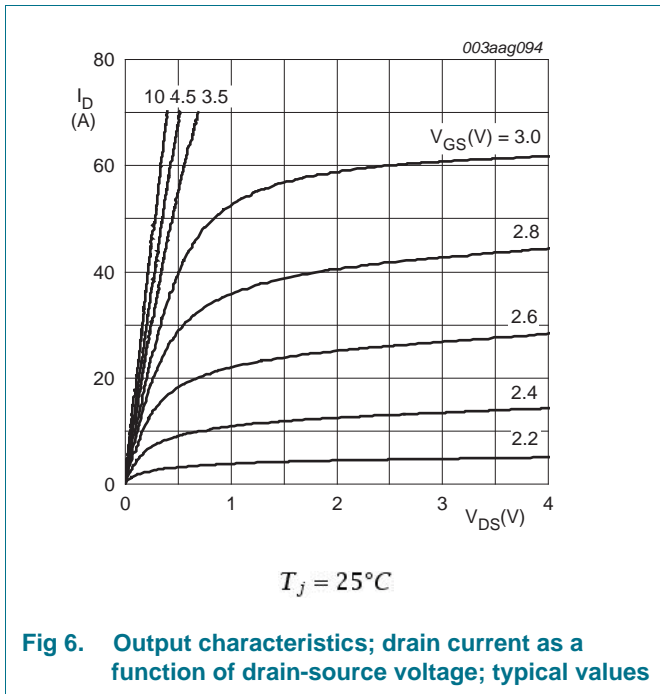 003aag094
80
I_D
(A)
10 4.5 3.5
V_GS(V) = 3.0
60
2.8
40
2.6
20
2.4
2.2
0
0 1 2 3 4
V_DS(V)
T_j = 25°C
Fig 6. Output characteristics; drain current as a
function of drain-source voltage; typical values